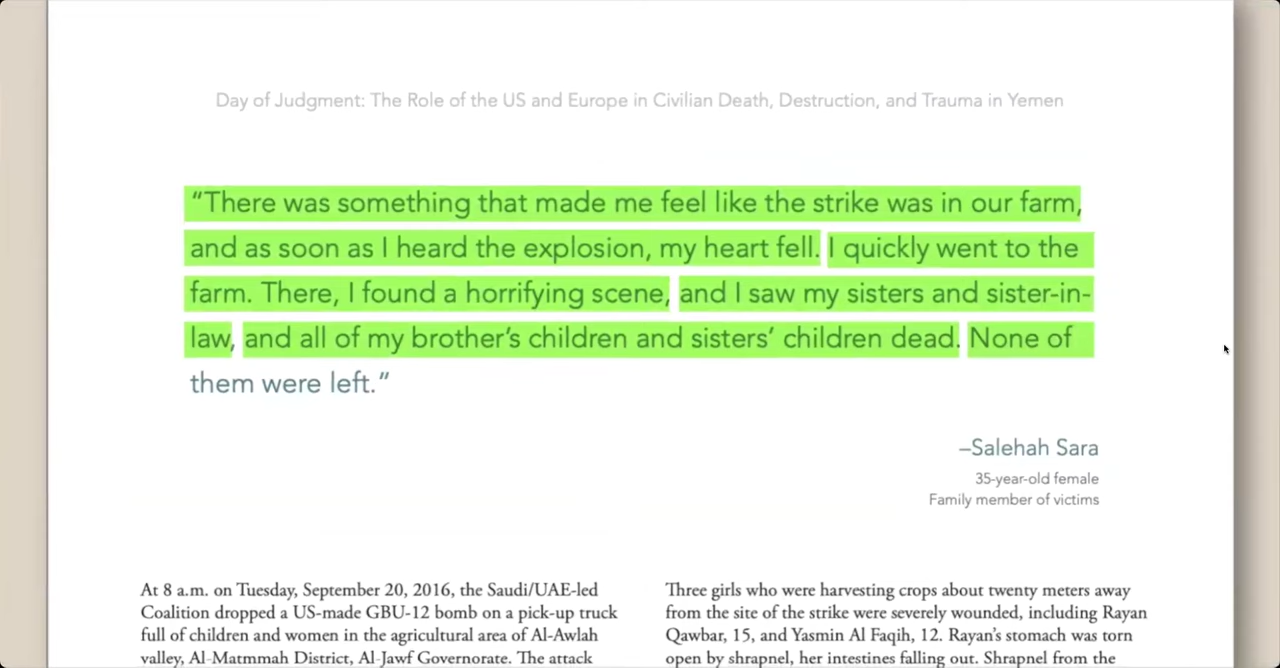 Day of Judgment: The Role of the US and Europe in Civilian Death, Destruction, and Trauma in Yemen
“There was something that made me feel like the strike was in our farm,
and as soon as I heard the explosion, my heart fell. I quickly went to the
farm. There, I found a horrifying scene, and I saw my sisters and sister-in-
law, and all of my brother’s children and sisters’ children dead. None of
them were left.”
–Salehah Sara
35-year-old female
Family member of victims
At 8 a.m. on Tuesday, September 20, 2016, the Saudi/UAE-led
Coalition dropped a US-made GBU-12 bomb on a pick-up truck
full of children and women in the agricultural area of Al-Awlah
valley, Al-Matmmah District, Al-Jawf Governorate. The attack
Three girls who were harvesting crops about twenty meters away
from the site of the strike were severely wounded, including Rayan
Qawbar, 15, and Yasmin Al Faqih, 12. Rayan’s stomach was torn
open by shrapnel, her intestines falling out. Shrapnel from the